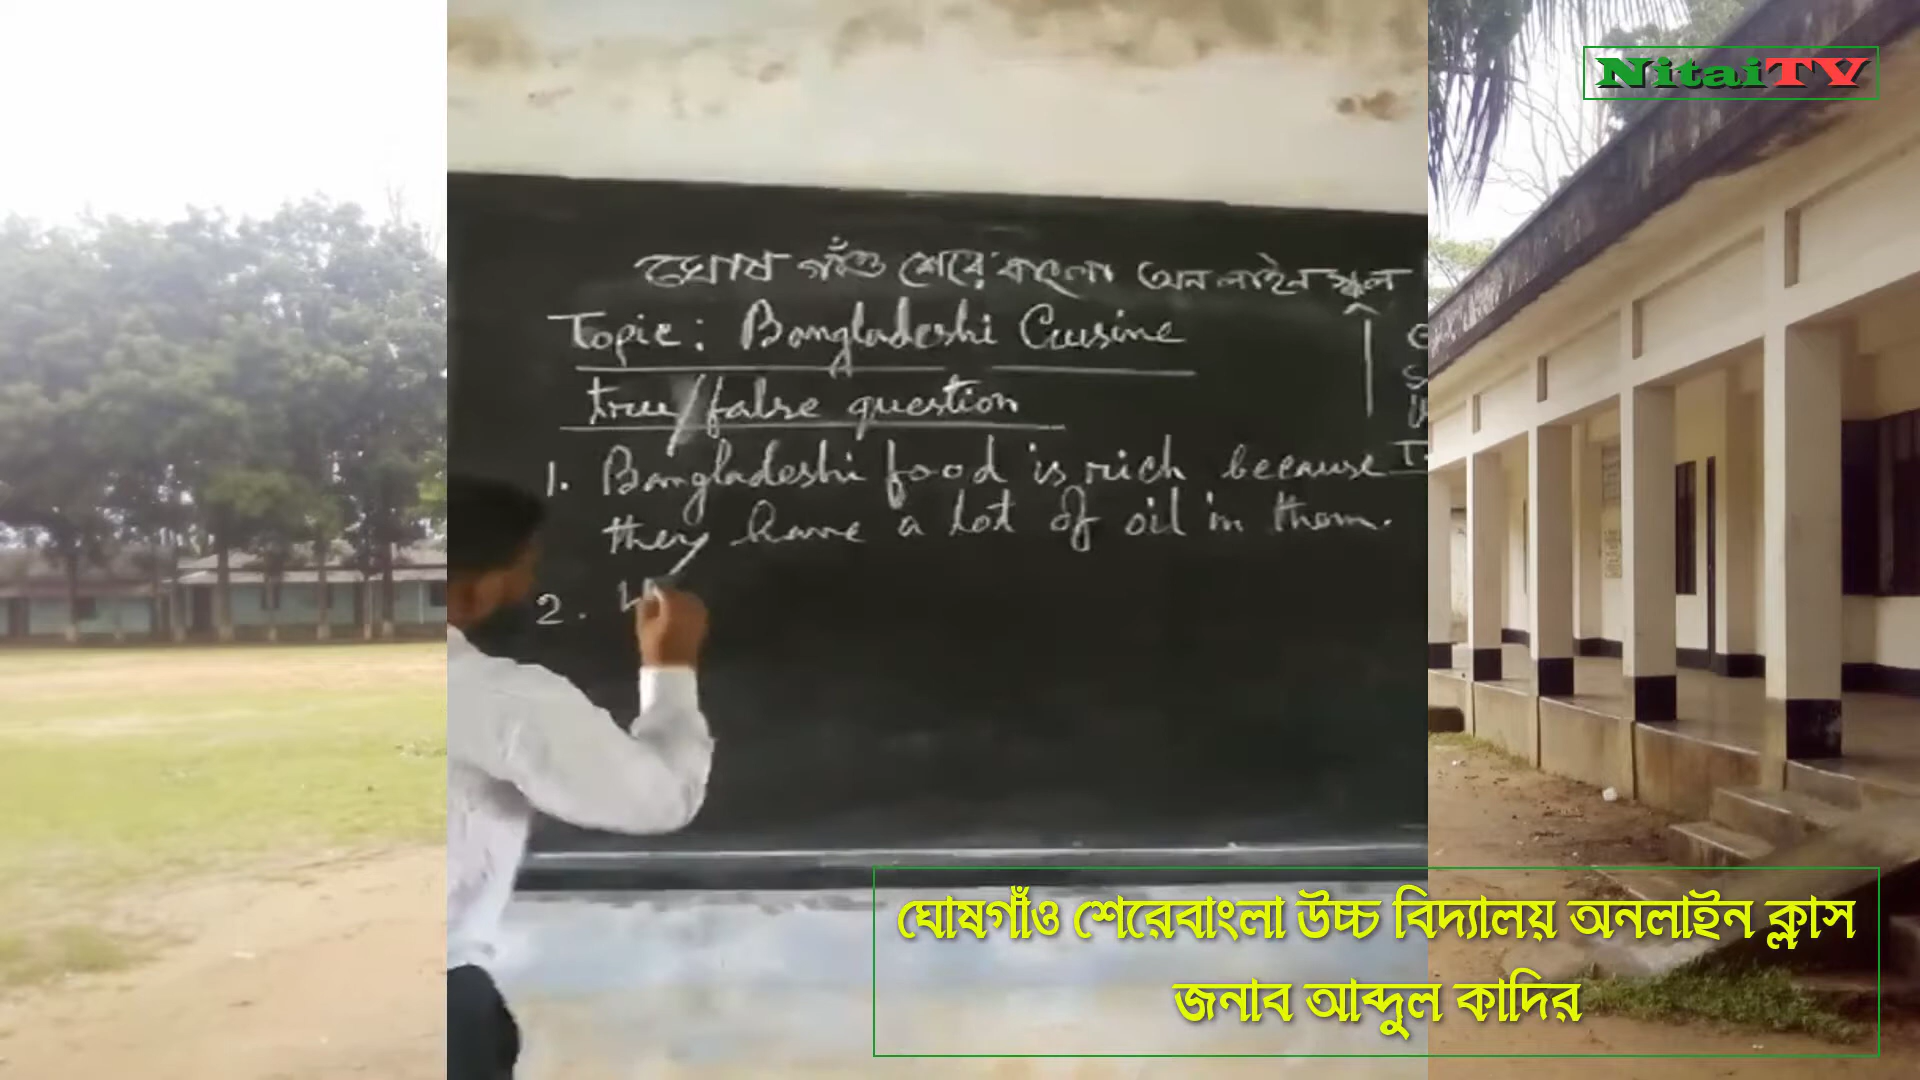 NitaiTV
ঘোষ গাঁও শেরে বাংলা অনলাইন স্কুল
Topic: Bangladeshi Cuisine
true/false question
1. Bangladeshi food is rich because
they have a lot of oil in them.
2.
ঘোষগাঁও শেরেবাংলা উচ্চ বিদ্যালয় অনলাইন ক্লাস
জনাব আব্দুল কাদির